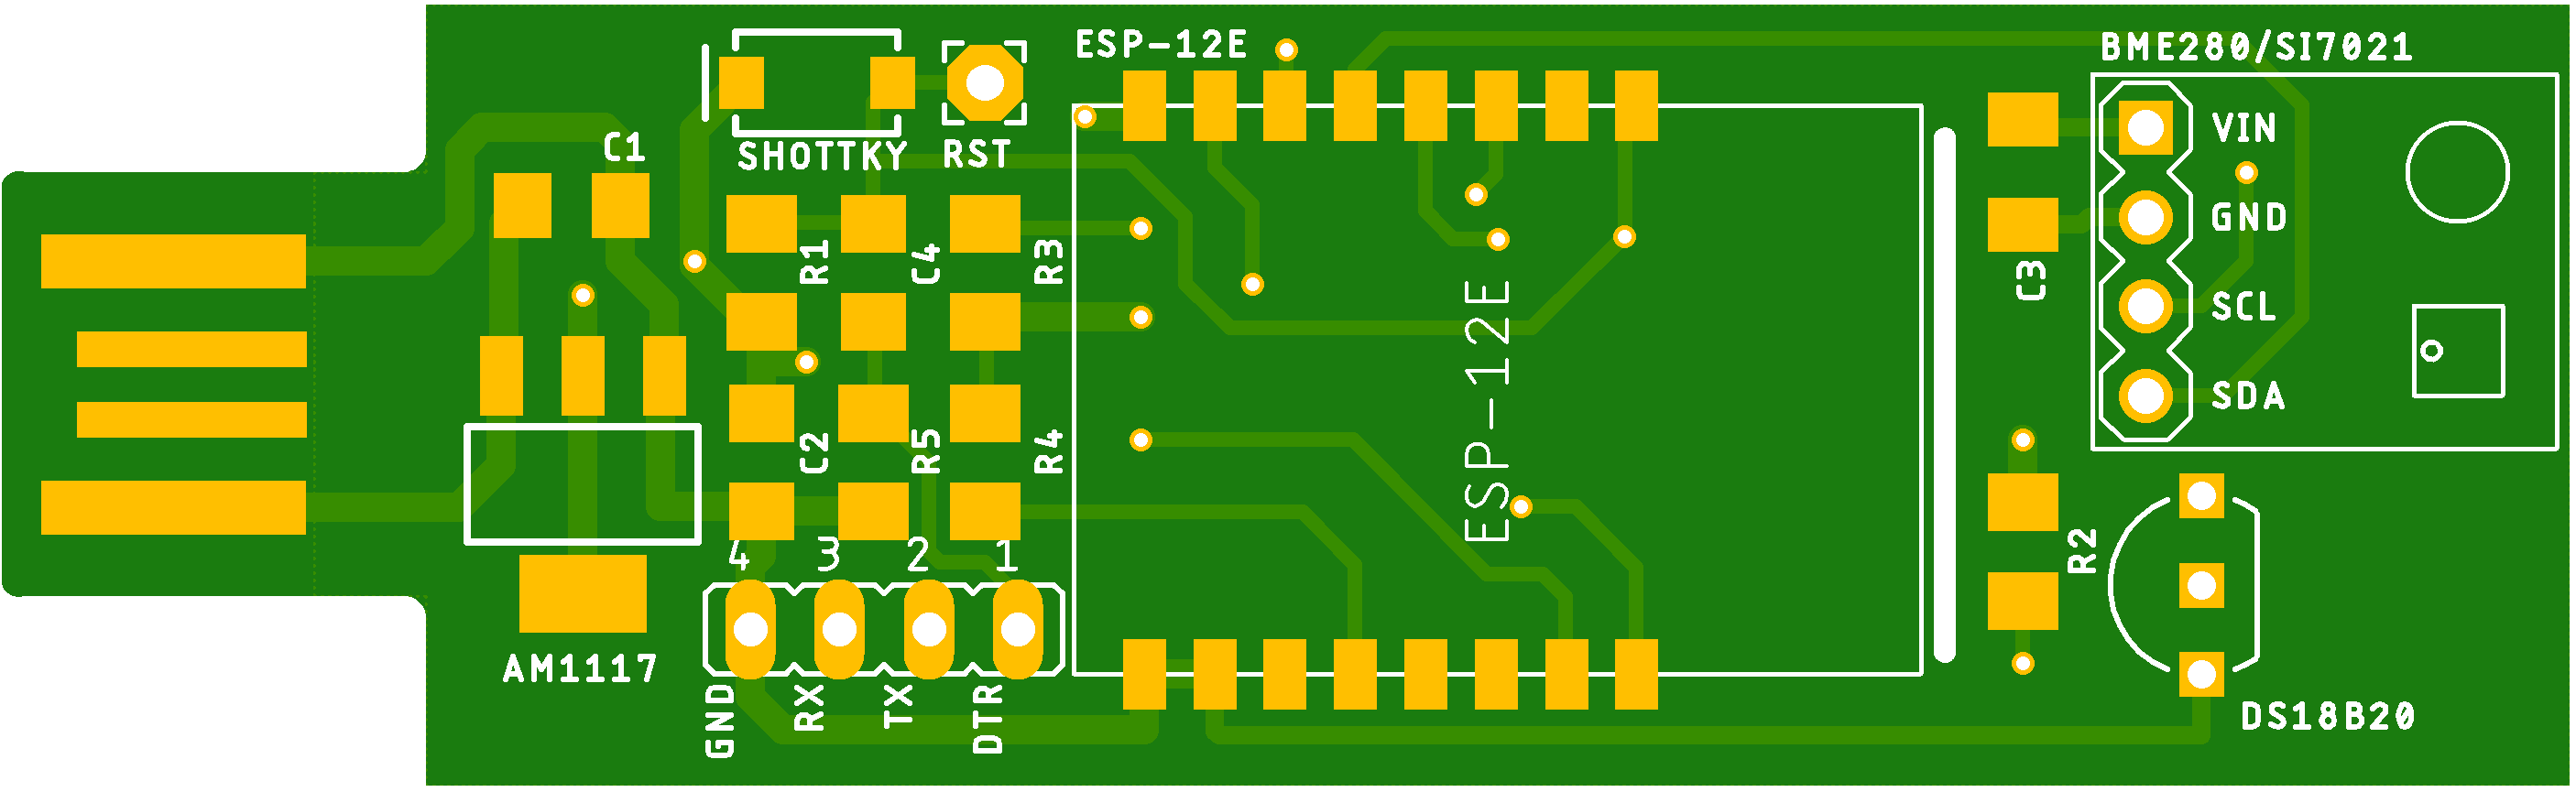 ESP-12E
BME280/SI7021
C1
SHOTTKY
RST
VIN
GND
SCL
SDA
R1
C4
R3
C3
ESP-12E
C2
R5
R4
R2
4 3 2 1
AM1117
GND
RX
TX
DTR
DS18B20